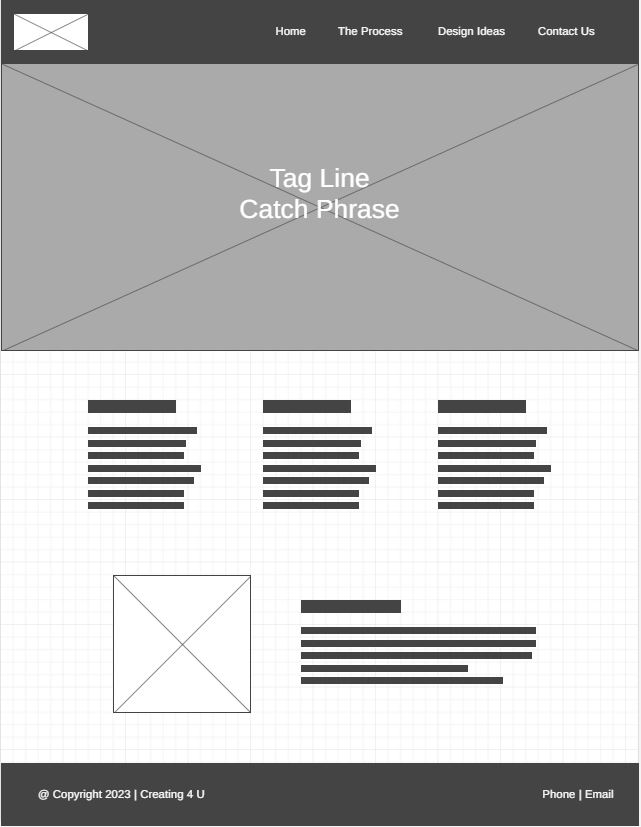 Home The Process Design Ideas Contact Us
Tag Line
Catch Phrase
@ Copyright 2023 | Creating 4 U Phone | Email